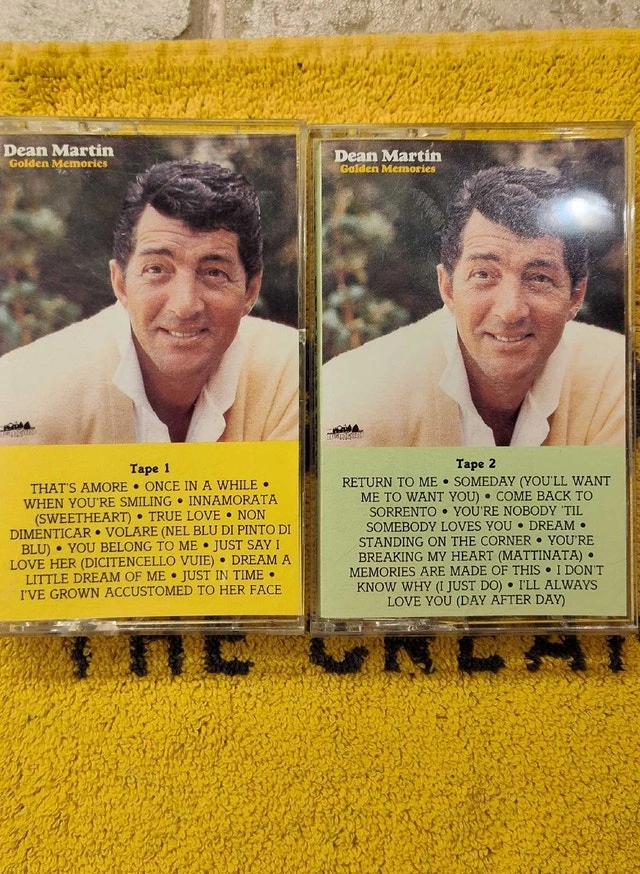 Dean Martin
Golden Memories
Tape 1
THAT'S AMORE • ONCE IN A WHILE •
WHEN YOU'RE SMILING • INNAMORATA
(SWEETHEART) • TRUE LOVE • NON
DIMENTICAR • VOLARE (NEL BLU DI PINTO DI
BLU) • YOU BELONG TO ME • JUST SAY I
LOVE HER (DICITENCELLO VUIE) • DREAM A
LITTLE DREAM OF ME • JUST IN TIME •
I'VE GROWN ACCUSTOMED TO HER FACE
Dean Martin
Golden Memories
Tape 2
RETURN TO ME • SOMEDAY (YOU'LL WANT
ME TO WANT YOU) • COME BACK TO
SORRENTO • YOU'RE NOBODY 'TIL
SOMEBODY LOVES YOU • DREAM •
STANDING ON THE CORNER • YOU'RE
BREAKING MY HEART (MATTINATA) •
MEMORIES ARE MADE OF THIS • I DON'T
KNOW WHY (I JUST DO) • I'LL ALWAYS
LOVE YOU (DAY AFTER DAY)
THE GREAT